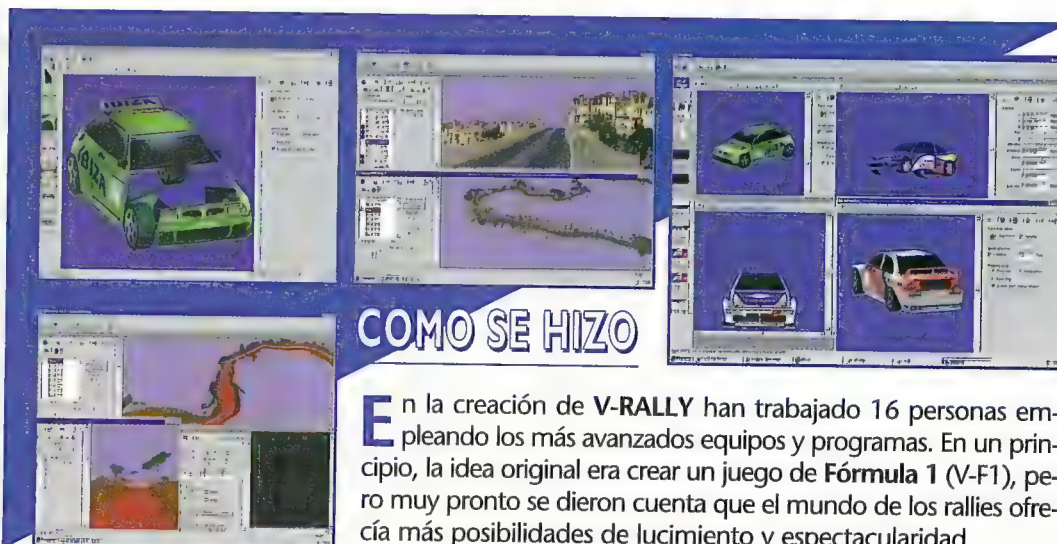 IBIZA
IBIZA
COMO SE HIZO
En la creación de V-RALLY han trabajado 16 personas em-
pleando los más avanzados equipos y programas. En un prin-
cipio, la idea original era crear un juego de Fórmula 1 (V-F1), pe-
ro muy pronto se dieron cuenta que el mundo de los rallies ofre-
cía más posibilidades de lucimiento y espectacularidad.